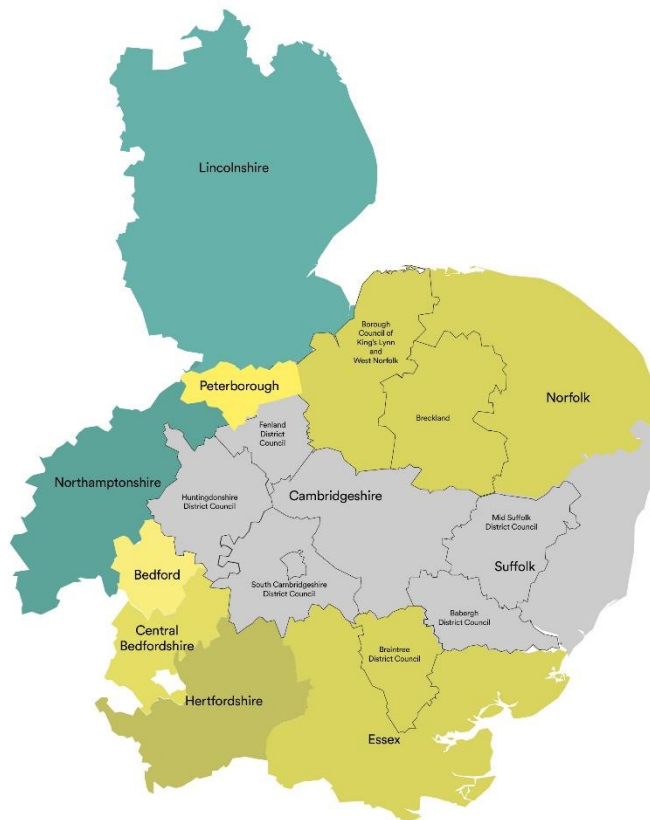 Lincolnshire
Borough
Council of
King's Lynn
and
West Norfolk
Peterborough
Norfolk
Breckland
Fenland
District
Council
Northamptonshire
Huntingdonshire
District Council
Cambridgeshire
Mid Suffolk
District Council
Suffolk
Bedford
South Cambridgeshire
District Council
Babergh
District Council
Central
Bedfordshire
Braintree
District Council
Hertfordshire
Essex